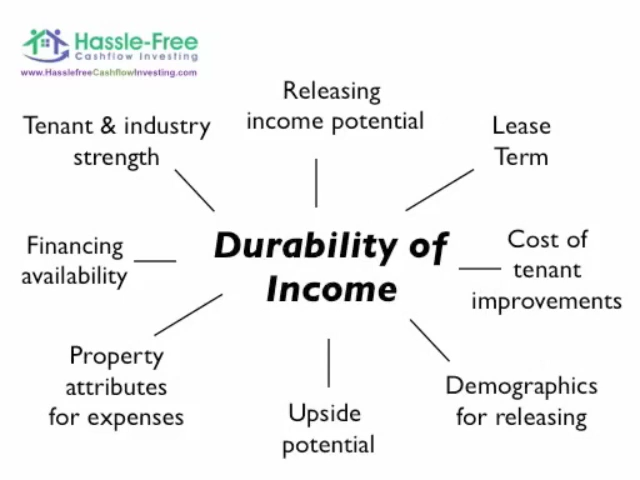 Hassle-Free
Cashflow Investing
www.HasslefreeCashflowInvesting.com
Releasing
income potential
Tenant & industry
strength
Lease
Term
Durability of
Income
Financing
availability
Cost of
tenant
improvements
Property
attributes
for expenses
Upside
potential
Demographics
for releasing